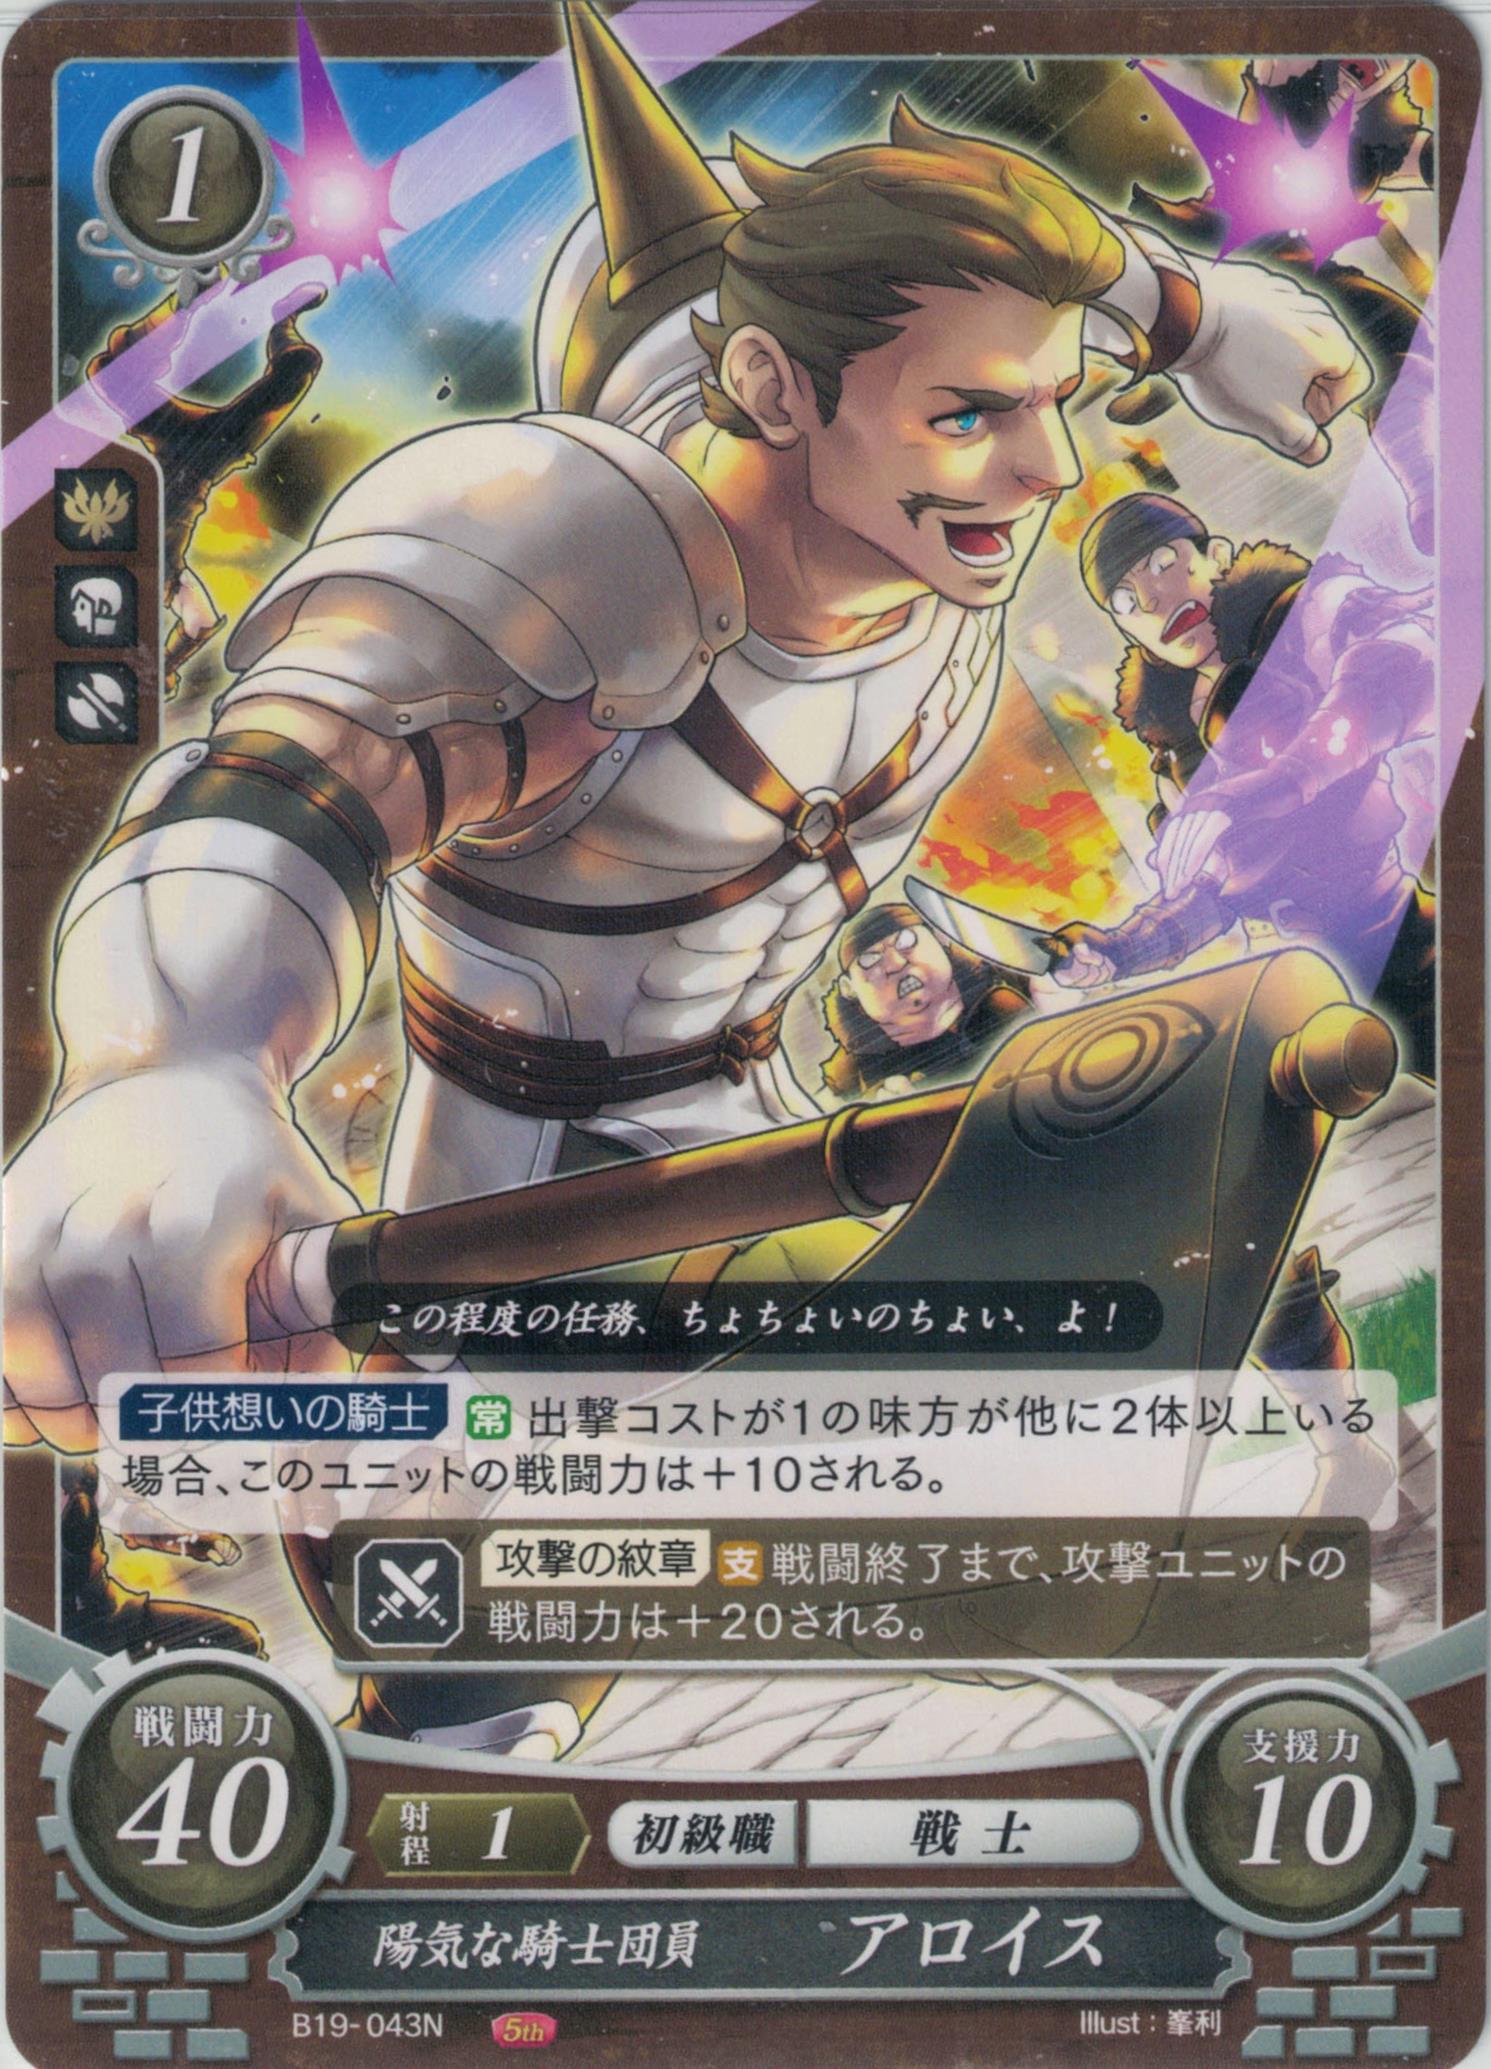 1
この程度の任務、ちょちょいのちょい、よ！
子供想いの騎士 常 出撃コストが1の味方が他に2体以上いる
場合、このユニットの戦闘力は＋10される。
攻撃の紋章 支 戦闘終了まで、攻撃ユニットの
戦闘力は＋20される。
戦闘力
40
射程 1
初級職
戦士
支援力
10
陽気な騎士団員 アロイス
B19-043N 5th Illust：峯利